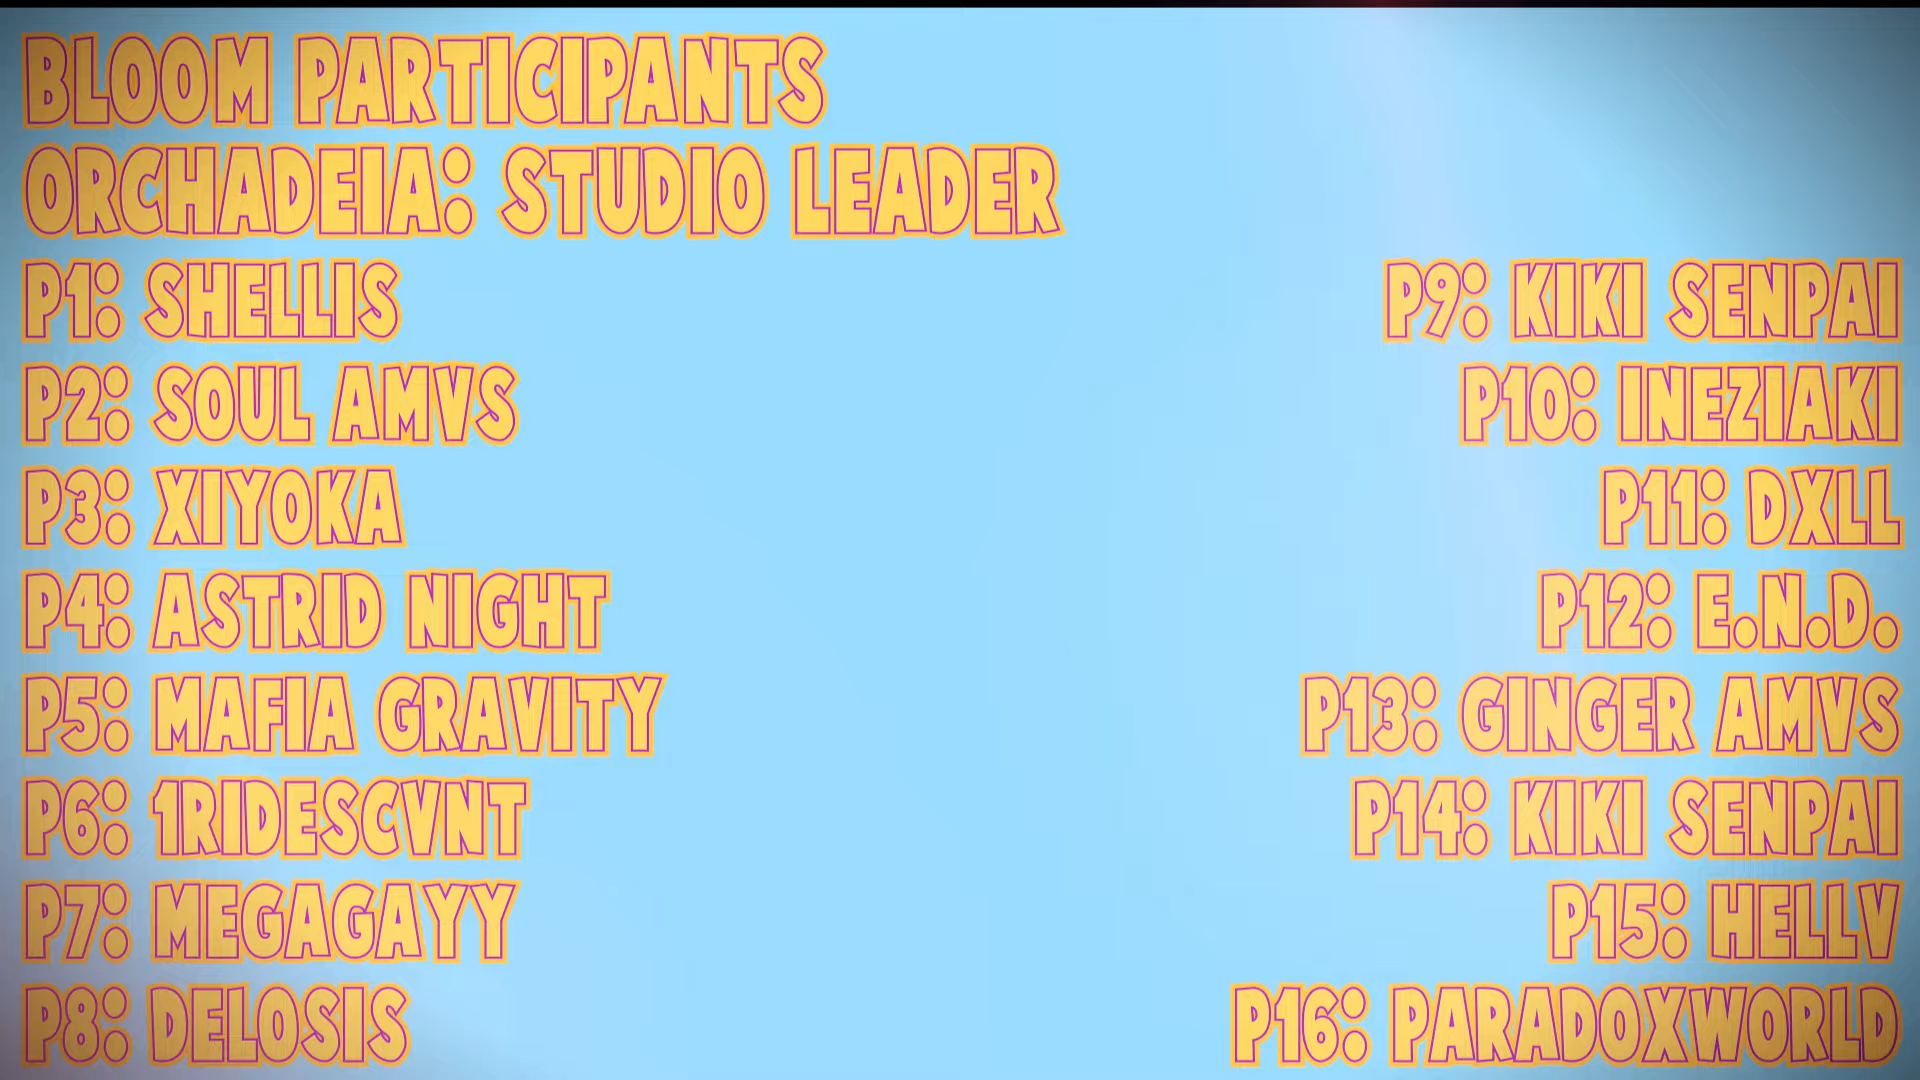 BLOOM PARTICIPANTS
ORCHADEIA: STUDIO LEADER
P1: SHELLIS
P2: SOUL AMVS
P3: XIYOKA
P4: ASTRID NIGHT
P5: MAFIA GRAVITY
P6: 1RIDESCVNT
P7: MEGAGAYY
P8: DELOSIS
P9: KIKI SENPAI
P10: INEZIAKI
P11: DXLL
P12: E.N.D.
P13: GINGER AMVS
P14: KIKI SENPAI
P15: HELLV
P16: PARADOXWORLD